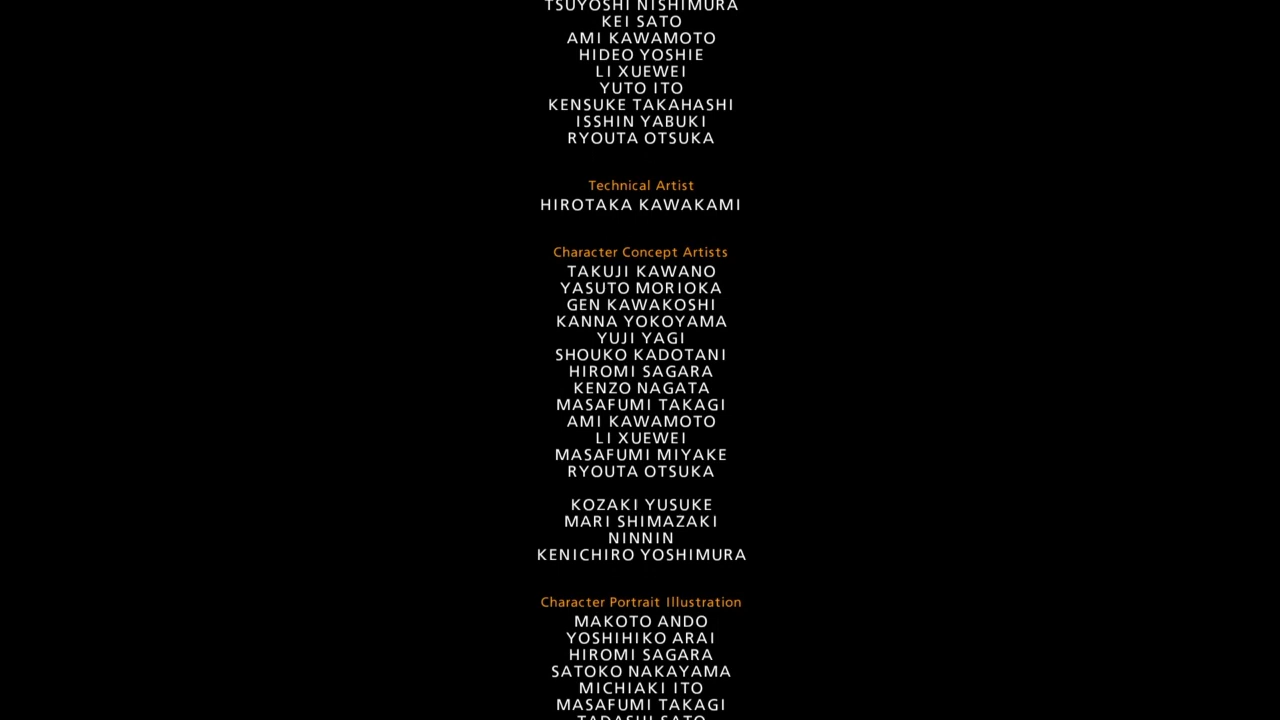 TSUYOSHI NISHIMURA
KEI SATO
AMI KAWAMOTO
HIDEO YOSHIE
LI XUEWEI
YUTO ITO
KENSUKE TAKAHASHI
ISSHIN YABUKI
RYOUTA OTSUKA
Technical Artist
HIROTAKA KAWAKAMI
Character Concept Artists
TAKUJI KAWANO
YASUTO MORIOKA
GEN KAWAKOSHI
KANNA YOKOYAMA
YUJI YAGI
SHOUKO KADOTANI
HIROMI SAGARA
KENZO NAGATA
MASAFUMI TAKAGI
AMI KAWAMOTO
LI XUEWEI
MASAFUMI MIYAKE
RYOUTA OTSUKA
KOZAKI YUSUKE
MARI SHIMAZAKI
NINNIN
KENICHIRO YOSHIMURA
Character Portrait Illustration
MAKOTO ANDO
YOSHIHIKO ARAI
HIROMI SAGARA
SATOKO NAKAYAMA
MICHIAKI ITO
MASAFUMI TAKAGI
TADASHI SATO